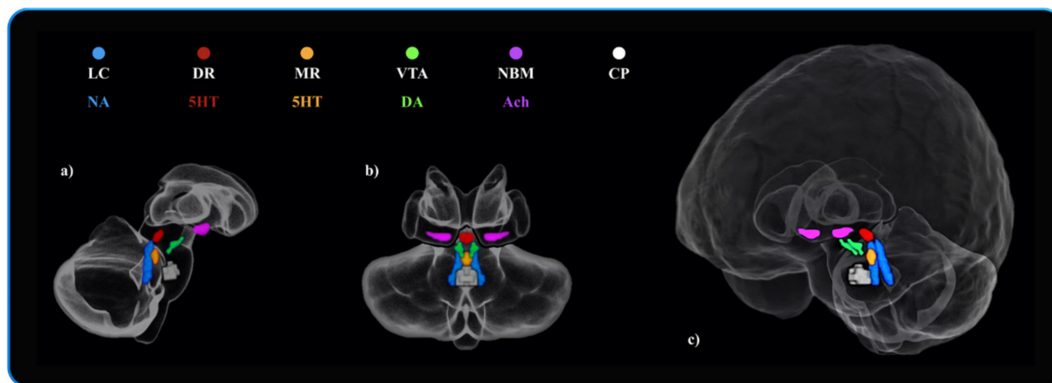 LC DR MR VTA NBM CP
NA 5HT 5HT DA Ach
a)
b)
c)